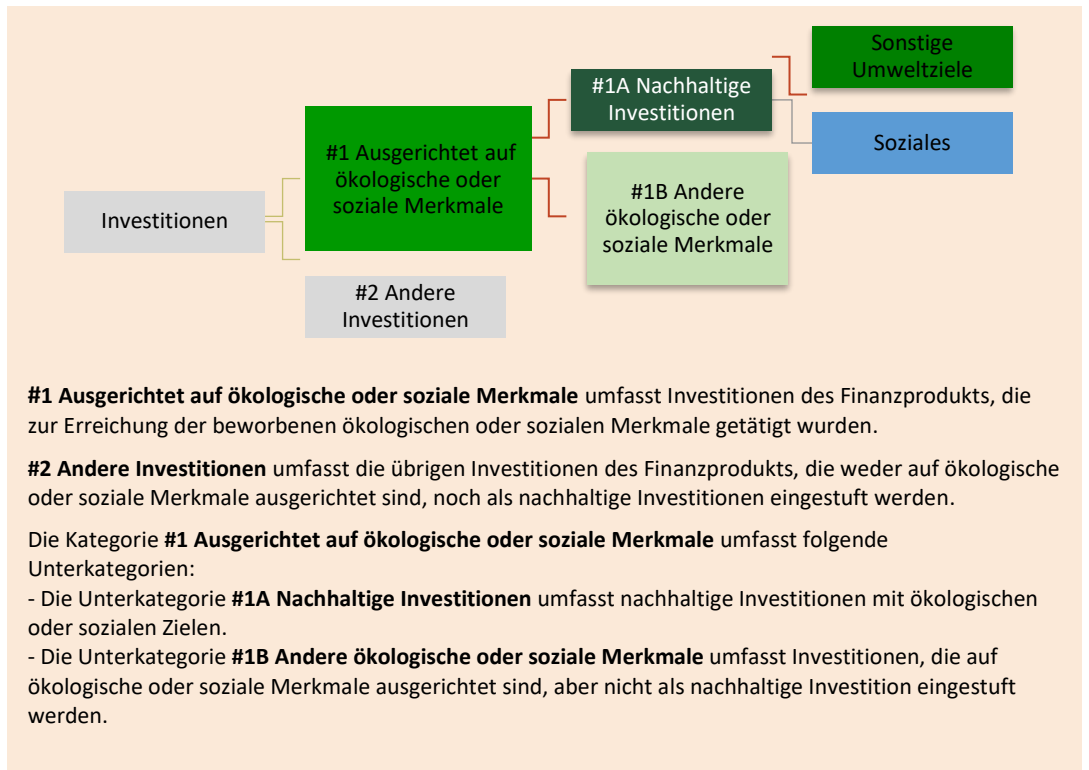 Sonstige
Umweltziele
#1A Nachhaltige
Investitionen
Soziales
#1 Ausgerichtet auf
ökologische oder
soziale Merkmale
#1B Andere
ökologische oder
soziale Merkmale
Investitionen
#2 Andere
Investitionen
#1 Ausgerichtet auf ökologische oder soziale Merkmale umfasst Investitionen des Finanzprodukts, die
zur Erreichung der beworbenen ökologischen oder sozialen Merkmale getätigt wurden.
#2 Andere Investitionen umfasst die übrigen Investitionen des Finanzprodukts, die weder auf ökologische
oder soziale Merkmale ausgerichtet sind, noch als nachhaltige Investitionen eingestuft werden.
Die Kategorie #1 Ausgerichtet auf ökologische oder soziale Merkmale umfasst folgende
Unterkategorien:
- Die Unterkategorie #1A Nachhaltige Investitionen umfasst nachhaltige Investitionen mit ökologischen
oder sozialen Zielen.
- Die Unterkategorie #1B Andere ökologische oder soziale Merkmale umfasst Investitionen, die auf
ökologische oder soziale Merkmale ausgerichtet sind, aber nicht als nachhaltige Investition eingestuft
werden.